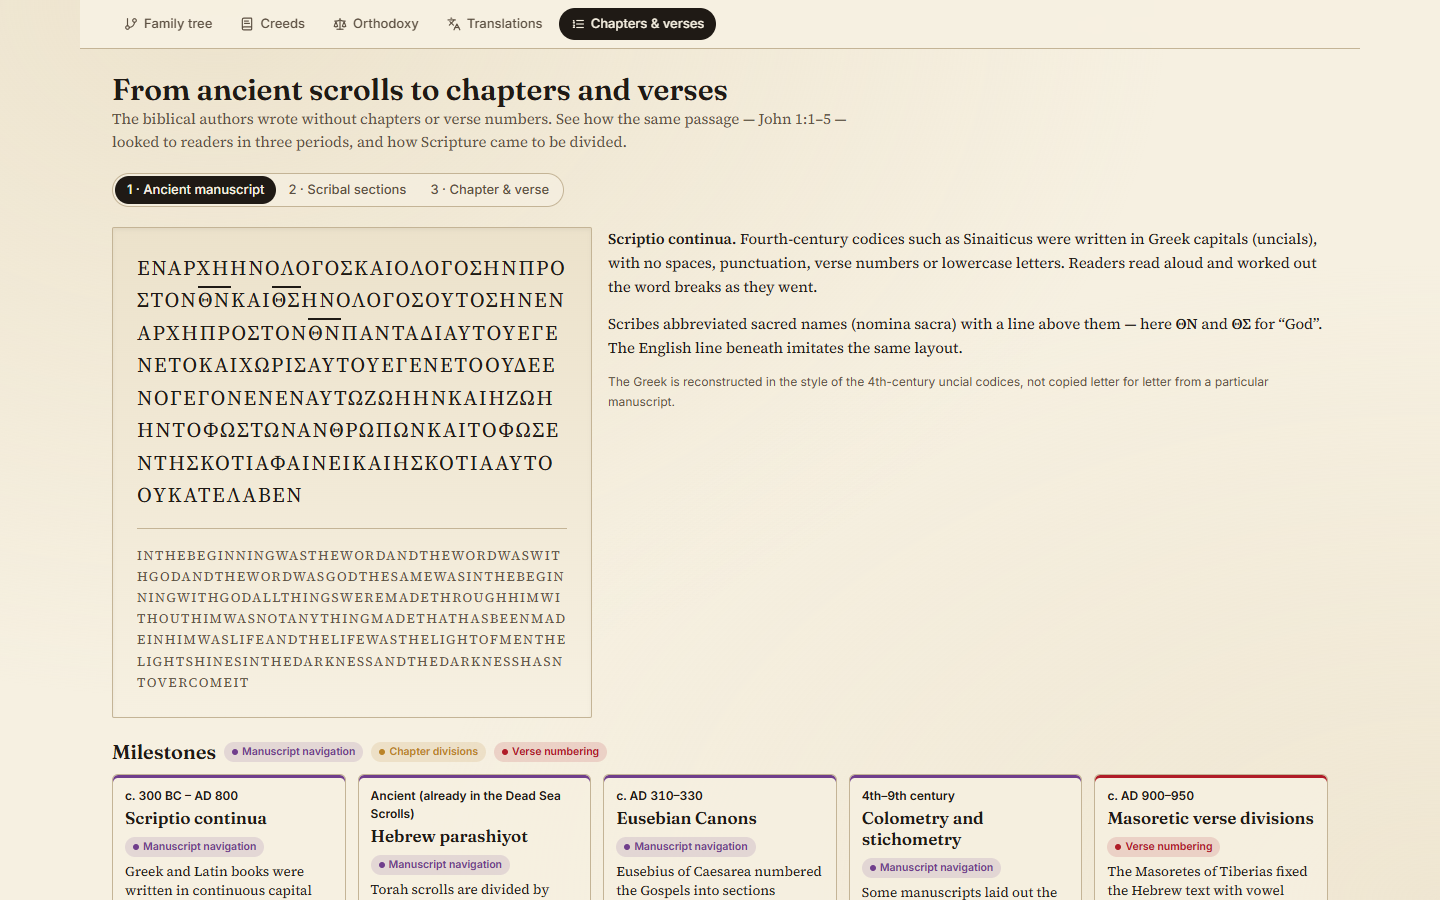 Family tree
Creeds
Orthodoxy
Translations
Chapters & verses
From ancient scrolls to chapters and verses
The biblical authors wrote without chapters or verse numbers. See how the same passage — John 1:1–5 —
looked to readers in three periods, and how Scripture came to be divided.
1 · Ancient manuscript
2 · Scribal sections
3 · Chapter & verse
ΕΝΑΡΧΗΗΝΟΛΟΓΟΣΚΑΙΟΛΟΓΟΣΗΝΠΡΟ
ΣΤΟΝΘΝΚΑΙΘΣΗΝΟΛΟΓΟΣΟΥΤΟΣΗΝΕΝ
ΑΡΧΗΠΡΟΣΤΟΝΘΝΠΑΝΤΑΔΙΑΥΤΟΥΕΓΕ
ΝΕΤΟΚΑΙΧΩΡΙΣΑΥΤΟΥΕΓΕΝΕΤΟΟΥΔΕΕ
ΝΟΓΕΓΟΝΕΝΕΝΑΥΤΩΖΩΗΗΝΚΑΙΗΖΩΗ
ΗΝΤΟΦΩΣΤΩΝΑΝΘΡΩΠΩΝΚΑΙΤΟΦΩΣΕ
ΝΤΗΣΚΟΤΙΑΦΑΙΝΕΙΚΑΙΗΣΚΟΤΙΑΑΥΤΟ
ΟΥΚΑΤΕΛΑΒΕΝ
INTHEBEGINNINGWASTHEWORDANDTHEWORDWASWIT
HGODANDTHEWORDWASGODTHESAMEWASINTHEBEGIN
NINGWITHGODALLTHINGSWEREMADETHROUGHHIMWI
THOUTHIMWASNOTANYTHINGMADETHATHASBEENMAD
EINHIMWASLIFEANDTHELIFEWASTHELIGHTOFMENTHE
LIGHTSHINESINTHEDARKNESSANDTHEDARKNESSHASN
TOVERCOMEIT
Scriptio continua. Fourth-century codices such as Sinaiticus were written in Greek capitals (uncials),
with no spaces, punctuation, verse numbers or lowercase letters. Readers read aloud and worked out
the word breaks as they went.
Scribes abbreviated sacred names (nomina sacra) with a line above them — here ΘΝ and ΘΣ for “God”.
The English line beneath imitates the same layout.
The Greek is reconstructed in the style of the 4th-century uncial codices, not copied letter for letter from a particular
manuscript.
Milestones
Manuscript navigation
Chapter divisions
Verse numbering
c. 300 BC – AD 800
Scriptio continua
Manuscript navigation
Greek and Latin books were
written in continuous capital
Ancient (already in the Dead Sea
Scrolls)
Hebrew parashiyot
Manuscript navigation
Torah scrolls are divided by
c. AD 310–330
Eusebian Canons
Manuscript navigation
Eusebius of Caesarea numbered
the Gospels into sections
4th–9th century
Colometry and
stichometry
Manuscript navigation
Some manuscripts laid out the
c. AD 900–950
Masoretic verse divisions
Verse numbering
The Masoretes of Tiberias fixed
the Hebrew text with vowel